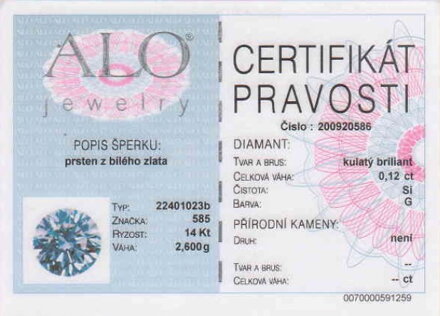 ALO®
jewelry
POPIS ŠPERKU:
prsten z bílého zlata
TYP: 22401023b
ZNAČKA: 585
RYZOST: 14 Kt
VÁHA: 2,600 g
CERTIFIKÁT
PRAVOSTI
Číslo : 200920586
DIAMANT:
TVAR A BRUS: kulatý briliant
CELKOVÁ VÁHA: 0,12 ct
ČISTOTA: Si
BARVA: G
PŘÍRODNÍ KAMENY:
DRUH: není
TVAR A BRUS: --
CELKOVÁ VÁHA: -- ct
0070000591259